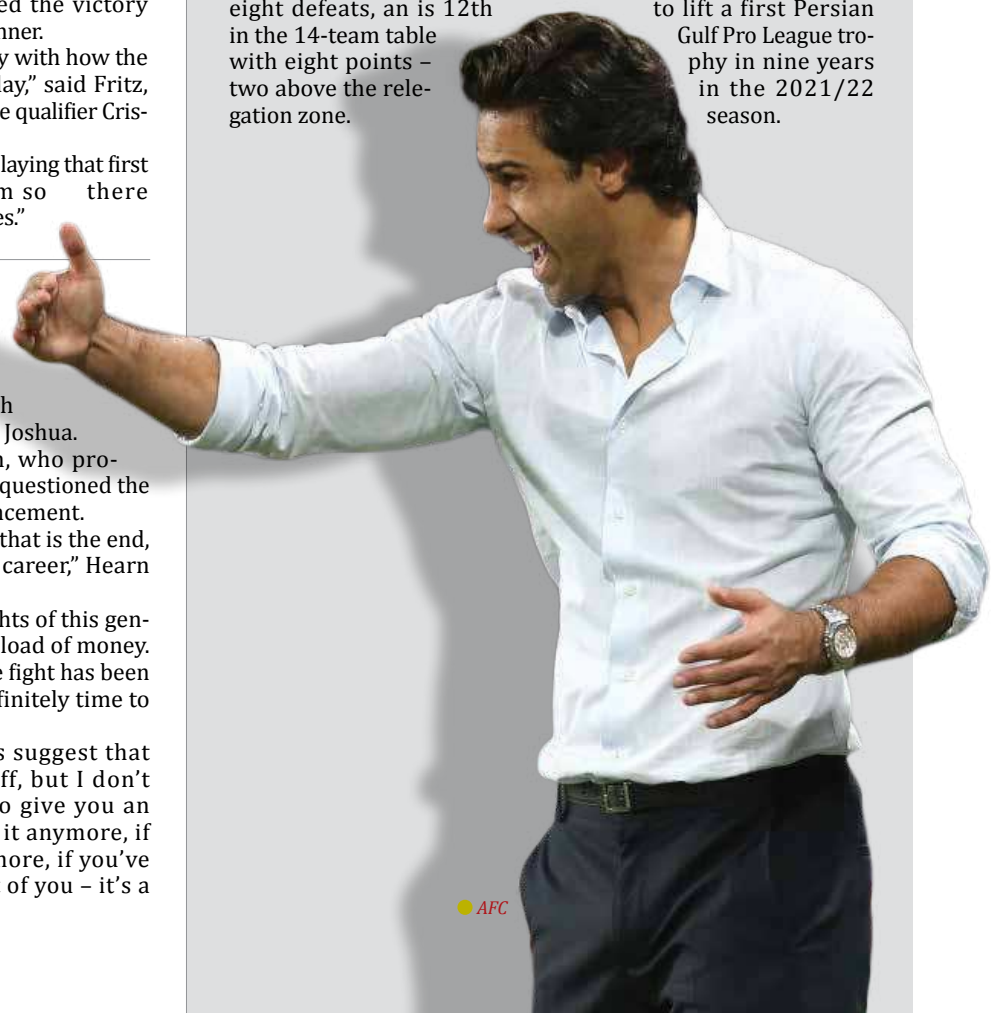 ed the victory
nner.
y with how the
lay,” said Fritz,
e qualifier Cris-
laying that first
m so there
es.”
h
Joshua.
n, who pro-
questioned the
ncement.
that is the end,
career,” Hearn
hts of this gen-
load of money.
e fight has been
finitely time to
s suggest that
ff, but I don’t
o give you an
it anymore, if
nore, if you’ve
t of you – it’s a
eight defeats, an is 12th
in the 14-team table
with eight points –
two above the rele-
gation zone.
to lift a first Persian
Gulf Pro League tro-
phy in nine years
in the 2021/22
season.
AFC